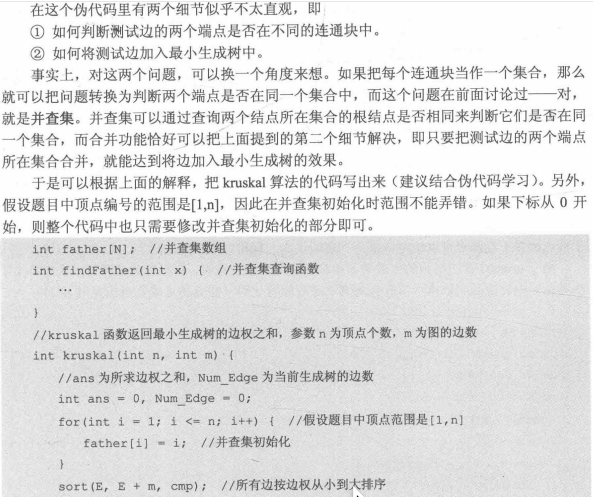 在这个伪代码里有两个细节似乎不太直观，即
① 如何判断测试边的两个端点是否在不同的连通块中。
② 如何将测试边加入最小生成树中。
事实上，对这两个问题，可以换一个角度来想。如果把每个连通块当作一个集合，那么
就可以把问题转换为判断两个端点是否在同一个集合中，而这个问题在前面讨论过——对，
就是并查集。并查集可以通过查询两个结点所在集合的根结点是否相同来判断它们是否在同
一个集合，而合并功能恰好可以把上面提到的第二个细节解决，即只要把测试边的两个端点
所在集合合并，就能达到将边加入最小生成树的效果。
于是可以根据上面的解释，把 kruskal 算法的代码写出来（建议结合伪代码学习）。另外，
假设题目中顶点编号的范围是[1,n]，因此在并查集初始化时范围不能弄错。如果下标从 0 开
始，则整个代码中也只需要修改并查集初始化的部分即可。
int father[N]; //并查集数组
int findFather(int x) { //并查集查询函数
…
}
//kruskal 函数返回最小生成树的边权之和，参数 n 为顶点个数，m 为图的边数
int kruskal(int n, int m) {
//ans 为所求边权之和，Num_Edge 为当前生成树的边数
int ans = 0, Num_Edge = 0;
for(int i = 1; i <= n; i++) { //假设题目中顶点范围是[1,n]
father[i] = i; //并查集初始化
}
sort(E, E + m, cmp); //所有边按边权从小到大排序